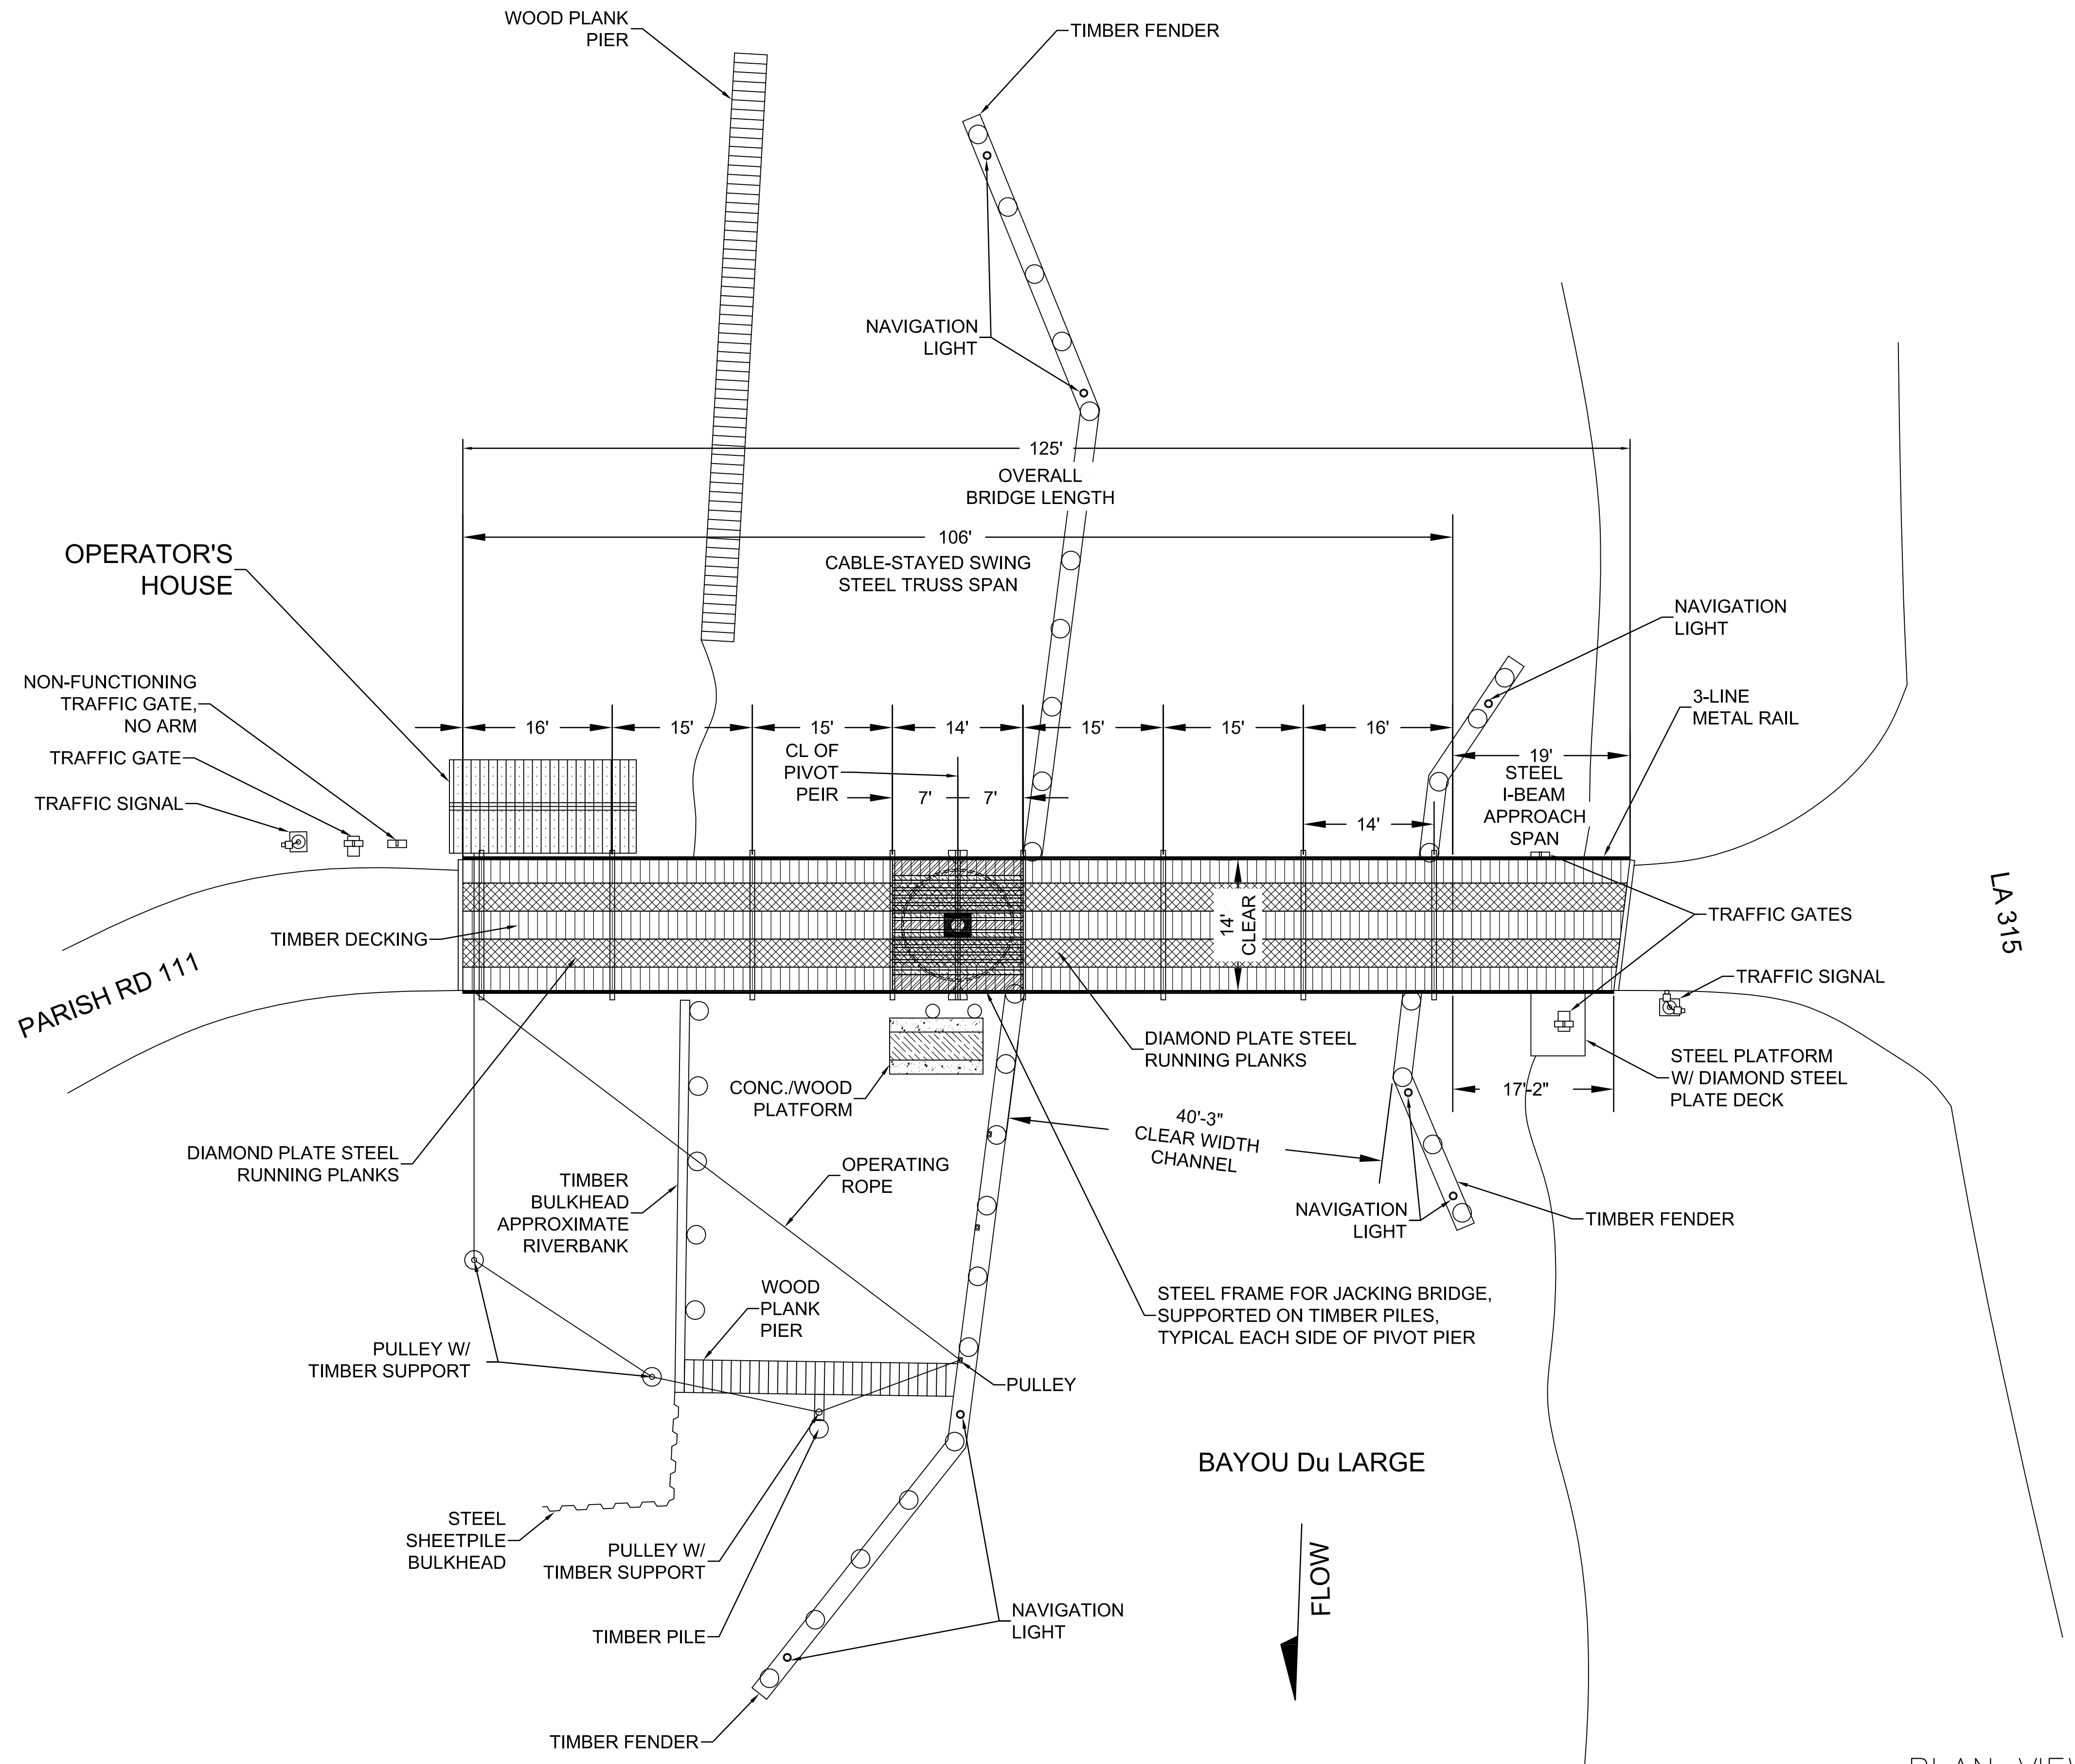 WOOD PLANK
PIER
TIMBER FENDER
NAVIGATION
LIGHT
125'
OVERALL
BRIDGE LENGTH
106'
CABLE-STAYED SWING
STEEL TRUSS SPAN
OPERATOR'S
HOUSE
NAVIGATION
LIGHT
NON-FUNCTIONING
TRAFFIC GATE,
NO ARM
TRAFFIC GATE
TRAFFIC SIGNAL
3-LINE
METAL RAIL
16'
15'
15'
14'
15'
15'
16'
19'
STEEL
I-BEAM
APPROACH
SPAN
CL OF
PIVOT
PEIR
7'
7'
14'
14'
CLEAR
TIMBER DECKING
PARISH RD 111
LA 315
TRAFFIC GATES
TRAFFIC SIGNAL
DIAMOND PLATE STEEL
RUNNING PLANKS
STEEL PLATFORM
W/ DIAMOND STEEL
PLATE DECK
17'-2"
CONC./WOOD
PLATFORM
40'-3"
CLEAR WIDTH
CHANNEL
DIAMOND PLATE STEEL
RUNNING PLANKS
TIMBER
BULKHEAD
APPROXIMATE
RIVERBANK
OPERATING
ROPE
NAVIGATION
LIGHT
TIMBER FENDER
WOOD
PLANK
PIER
STEEL FRAME FOR JACKING BRIDGE,
SUPPORTED ON TIMBER PILES,
TYPICAL EACH SIDE OF PIVOT PIER
PULLEY W/
TIMBER SUPPORT
PULLEY
BAYOU Du LARGE
STEEL
SHEETPILE
BULKHEAD
PULLEY W/
TIMBER SUPPORT
FLOW
NAVIGATION
LIGHT
TIMBER PILE
TIMBER FENDER
PLAN VIEW